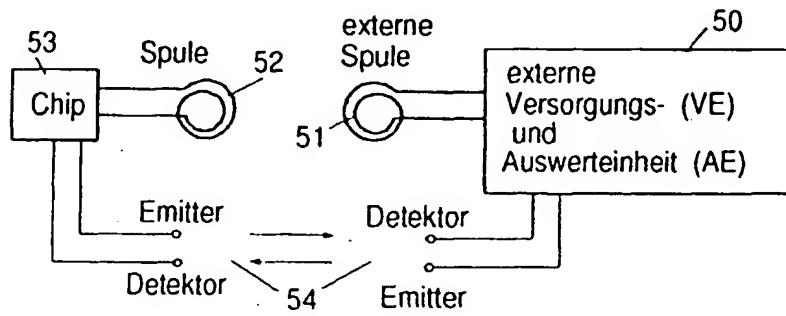 53
Chip
Spule
52
externe
Spule
51
50
externe
Versorgungs- (VE)
und
Auswerteinheit (AE)
Emitter
Detektor
54
Detektor
Emitter